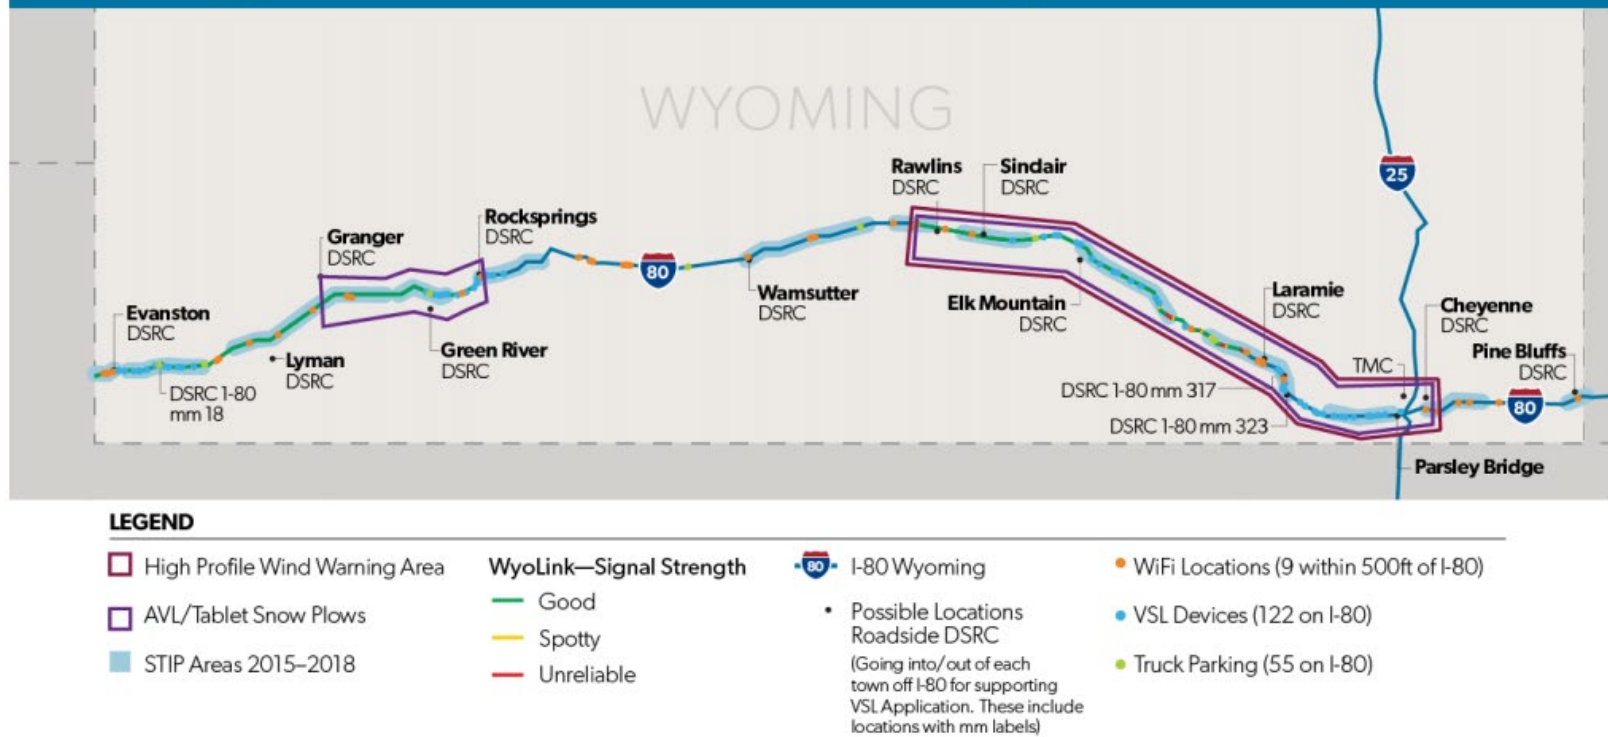 WYOMING
Rawlins
DSRC
Sinclair
DSRC
25
Rocksprings
DSRC
Granger
DSRC
80
Wamsutter
DSRC
Elk Mountain
DSRC
Laramie
DSRC
Cheyenne
DSRC
Evanston
DSRC
Lyman
DSRC
Green River
DSRC
TMC
Pine Bluffs
DSRC
DSRC 1-80
mm 18
DSRC 1-80 mm 317
80
DSRC 1-80 mm 323
Parsley Bridge
LEGEND
High Profile Wind Warning Area
AVL/Tablet Snow Plows
STIP Areas 2015–2018
WyoLink—Signal Strength
Good
Spotty
Unreliable
80
I-80 Wyoming
Possible Locations
Roadside DSRC
(Going into/out of each
town off I-80 for supporting
VSL Application. These include
locations with mm labels)
WiFi Locations (9 within 500ft of I-80)
VSL Devices (122 on I-80)
Truck Parking (55 on I-80)